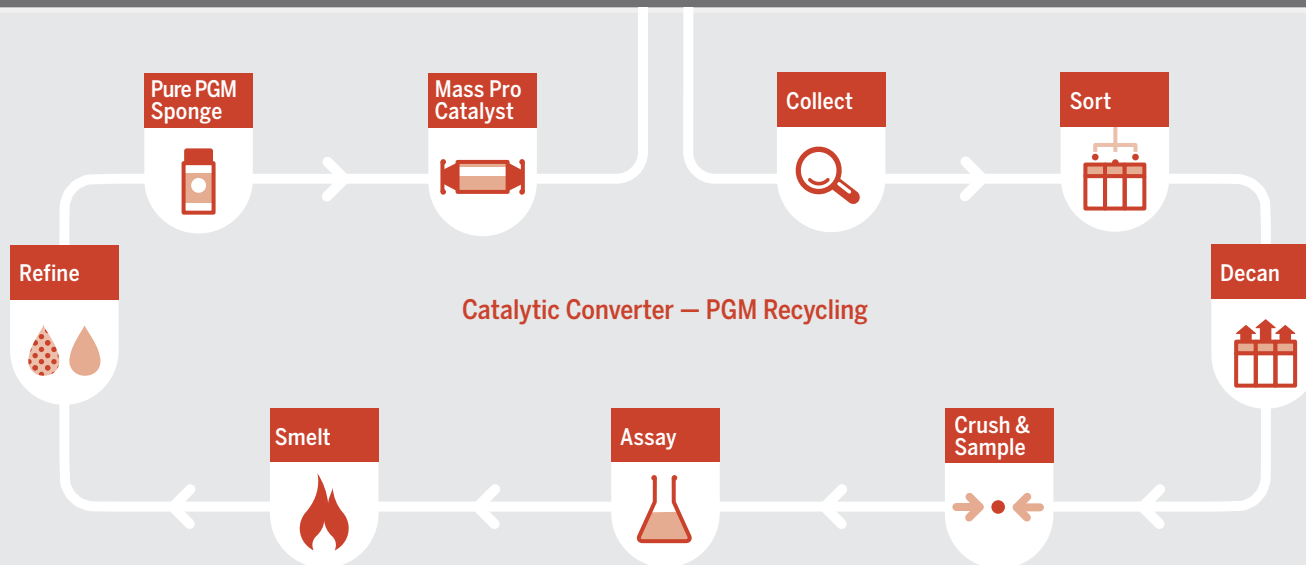 Pure PGM
Sponge
Mass Pro
Catalyst
Collect
Sort
Refine
Decan
Catalytic Converter — PGM Recycling
Smelt
Assay
Crush &
Sample